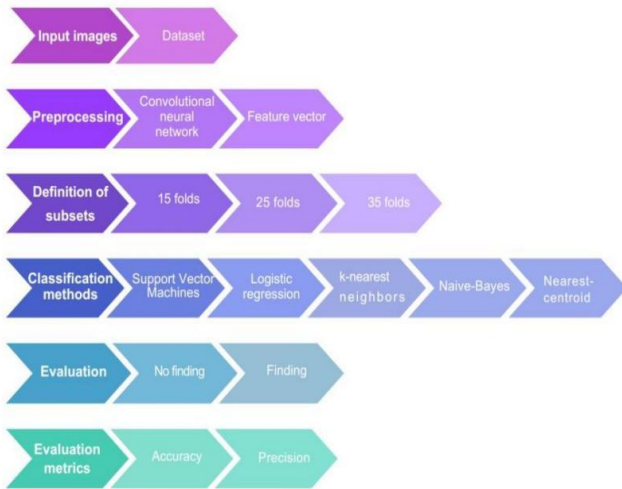 Input images
Dataset
Preprocessing
Convolutional
neural
network
Feature vector
Definition of
subsets
15 folds
25 folds
35 folds
Classification
methods
Support Vector
Machines
Logistic
regression
k-nearest
neighbors
Naive-Bayes
Nearest-
centroid
Evaluation
No finding
Finding
Evaluation
metrics
Accuracy
Precision